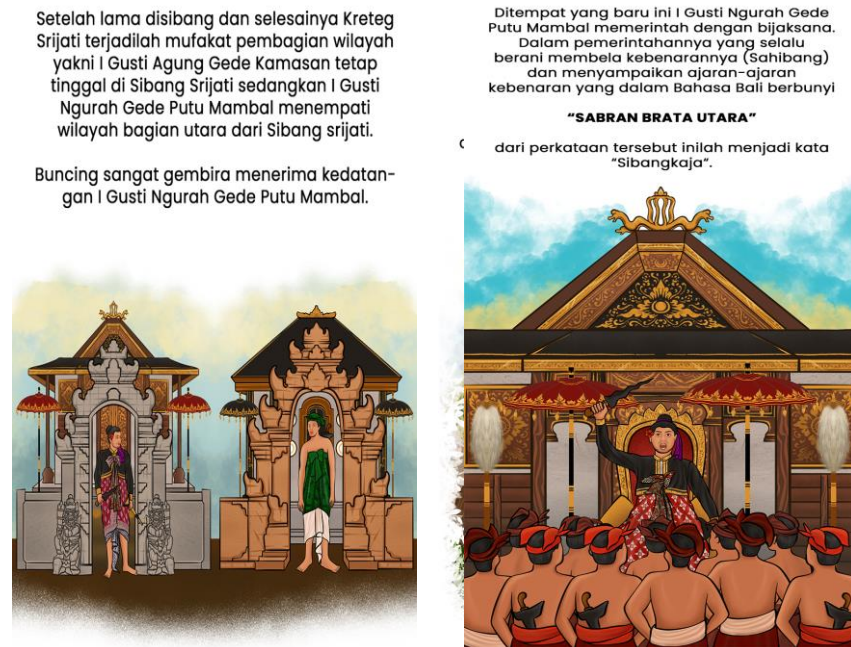 Setelah lama disibang dan selesainya Kreteg
Srijati terjadilah mufakat pembagian wilayah
yakni I Gusti Agung Gede Kamasan tetap
tinggal di Sibang Srijati sedangkan I Gusti
Ngurah Gede Putu Mambal menempati
wilayah bagian utara dari Sibang srijati.
Buncing sangat gembira menerima kedatan-
gan I Gusti Ngurah Gede Putu Mambal.
Ditempat yang baru ini I Gusti Ngurah Gede
Putu Mambal memerintah dengan bijaksana.
Dalam pemerintahannya yang selalu
berani membela kebenarannya (Sahibang)
dan menyampaikan ajaran-ajaran
kebenaran yang dalam Bahasa Bali berbunyi
“SABRAN BRATA UTARA”
dari perkataan tersebut inilah menjadi kata
“Sibangkaja”.